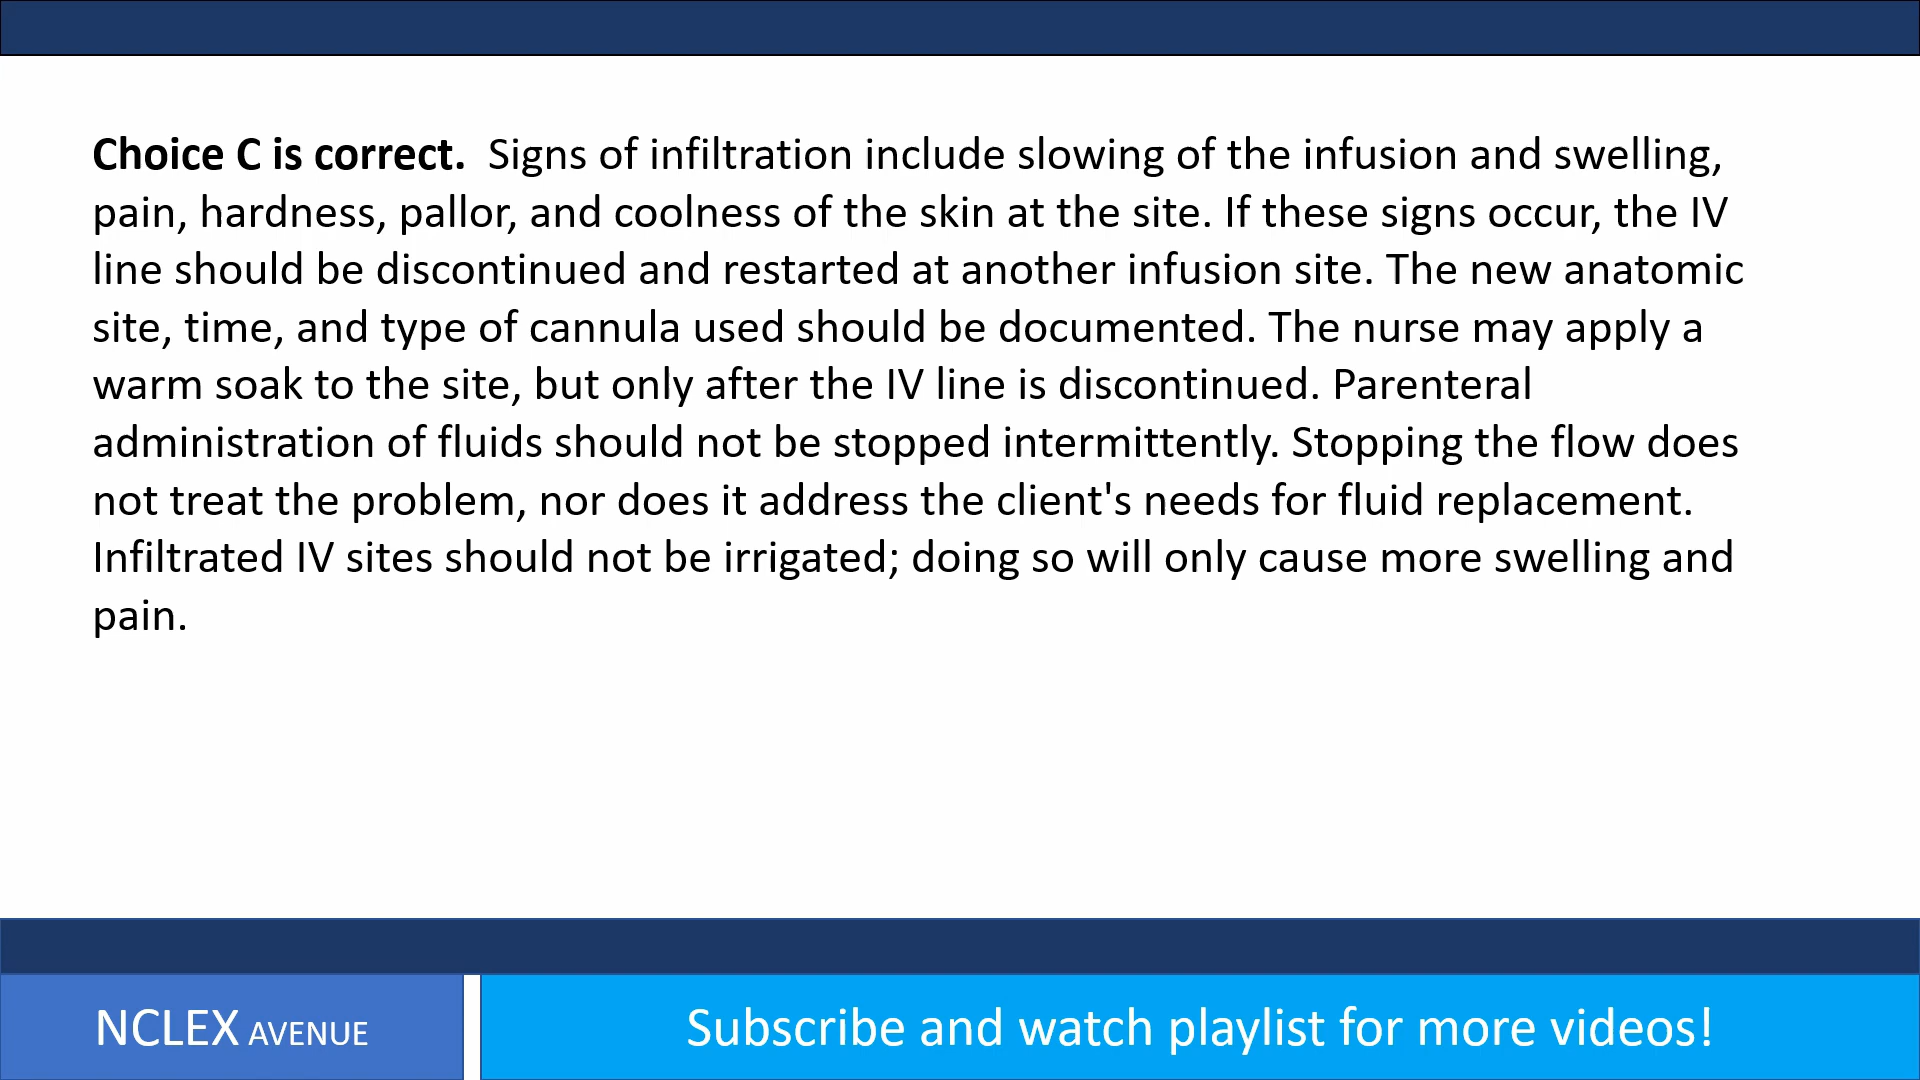 Choice C is correct.  Signs of infiltration include slowing of the infusion and swelling,
pain, hardness, pallor, and coolness of the skin at the site. If these signs occur, the IV
line should be discontinued and restarted at another infusion site. The new anatomic
site, time, and type of cannula used should be documented. The nurse may apply a
warm soak to the site, but only after the IV line is discontinued. Parenteral
administration of fluids should not be stopped intermittently. Stopping the flow does
not treat the problem, nor does it address the client's needs for fluid replacement.
Infiltrated IV sites should not be irrigated; doing so will only cause more swelling and
pain.
NCLEX AVENUE
Subscribe and watch playlist for more videos!